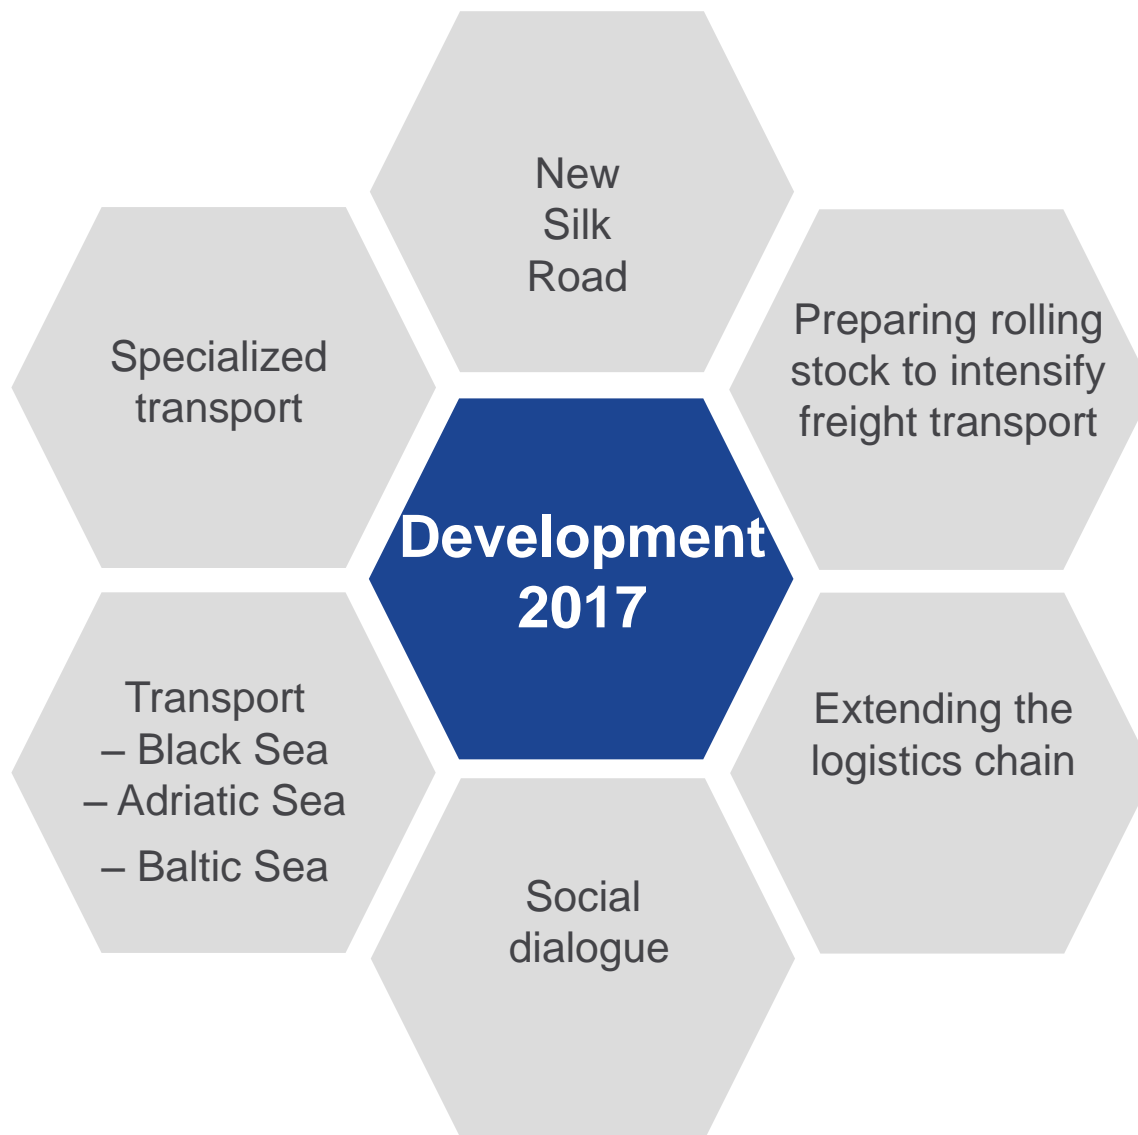 New
Silk
Road
Specialized
transport
Preparing rolling
stock to intensify
freight transport
Development
2017
Transport
– Black Sea
– Adriatic Sea
– Baltic Sea
Extending the
logistics chain
Social
dialogue